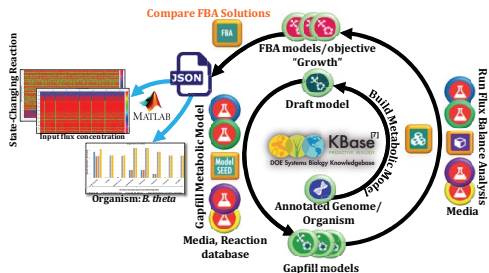 Compare FBA Solutions
FBA
FBA models/objective
"Growth"
JSON
MATLAB
State-Changing Reaction
Input flux concentration
Organism: B. theta
Draft model
Build Metabolic Model
Run Flux Balance Analysis
Media
Gapfill Metabolic Model
Model
SEED
KBase
PREDICTIVE BIOLOGY
[7]
DOE Systems Biology Knowledgebase
Annotated Genome/
Organism
Media, Reaction
database
Gapfill models